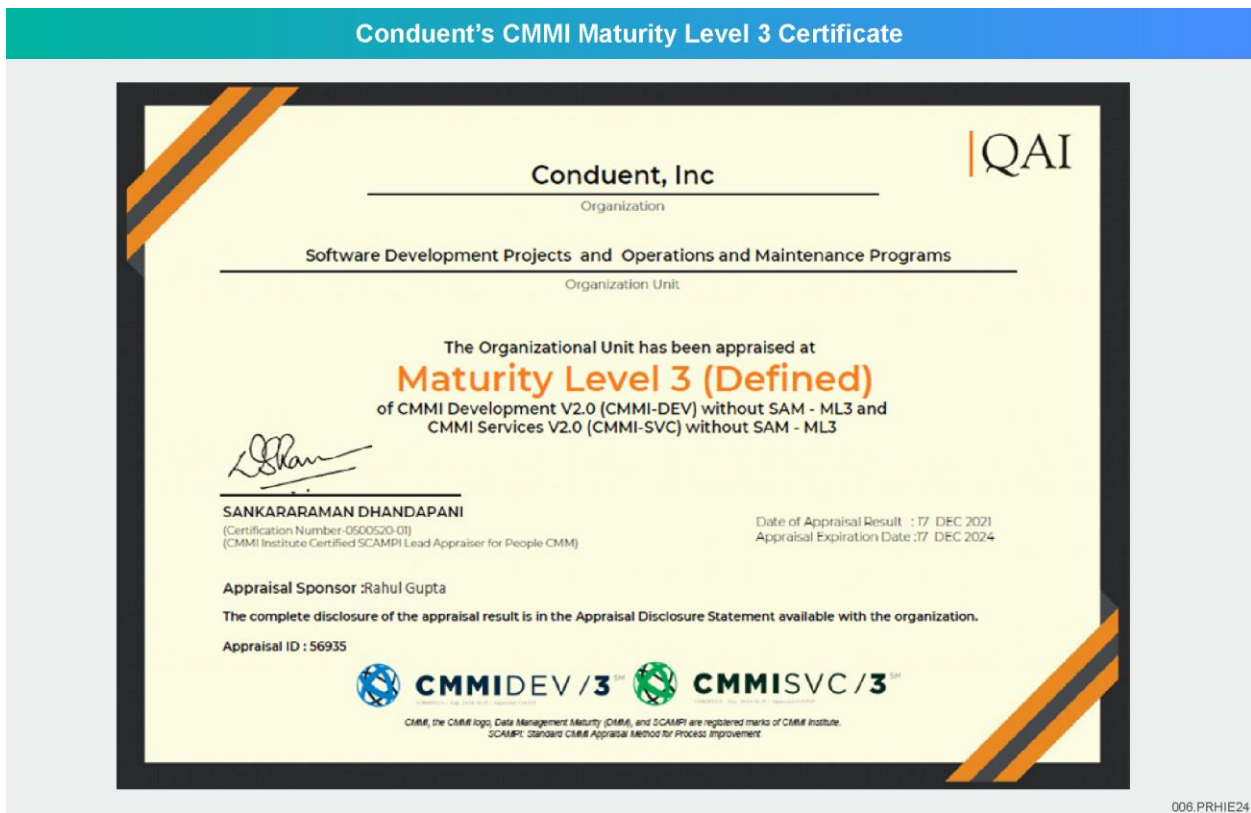 Conduent's CMMI Maturity Level 3 Certificate
QAI
Conduent, Inc
Organization
Software Development Projects and Operations and Maintenance Programs
Organization Unit
The Organizational Unit has been appraised at
Maturity Level 3 (Defined)
of CMMI Development V2.0 (CMMI-DEV) without SAM - ML3 and
CMMI Services V2.0 (CMMI-SVC) without SAM - ML3
SANKARARAMAN DHANDAPANI
(Certification Number-0500520-01)
(CMMI Institute Certified SCAMPI Lead Appraiser for People CMM)
Date of Appraisal Result : 17 DEC 2021
Appraisal Expiration Date :17 DEC 2024
Appraisal Sponsor :Rahul Gupta
The complete disclosure of the appraisal result is in the Appraisal Disclosure Statement available with the organization.
Appraisal ID : 56935
CMMIDEV/3℠ CMMISVC/3℠
CMMI, the CMMI logo, Data Management Maturity (DMM), and SCAMPI are registered marks of CMMI Institute.
SCAMPI: Standard CMMI Appraisal Method for Process Improvement
006.PRHIE24